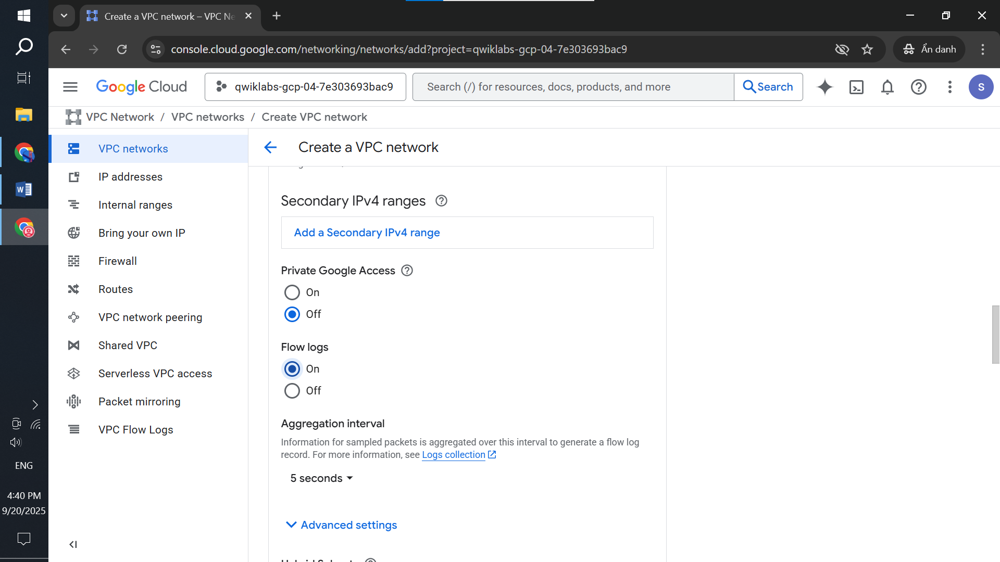 Create a VPC network – VPC Ne
console.cloud.google.com/networking/networks/add?project=qwiklabs-gcp-04-7e303693bac9
Ẩn danh
Google Cloud
qwiklabs-gcp-04-7e303693bac9
Search (/) for resources, docs, products, and more
Search
S
VPC Network / VPC networks / Create VPC network
VPC networks
IP addresses
Internal ranges
Bring your own IP
Firewall
Routes
VPC network peering
Shared VPC
Serverless VPC access
Packet mirroring
VPC Flow Logs
Create a VPC network
Secondary IPv4 ranges
Add a Secondary IPv4 range
Private Google Access
On
Off
Flow logs
On
Off
Aggregation interval
Information for sampled packets is aggregated over this interval to generate a flow log
record. For more information, see Logs collection
5 seconds
Advanced settings
W
ENG
4:40 PM
9/20/2025